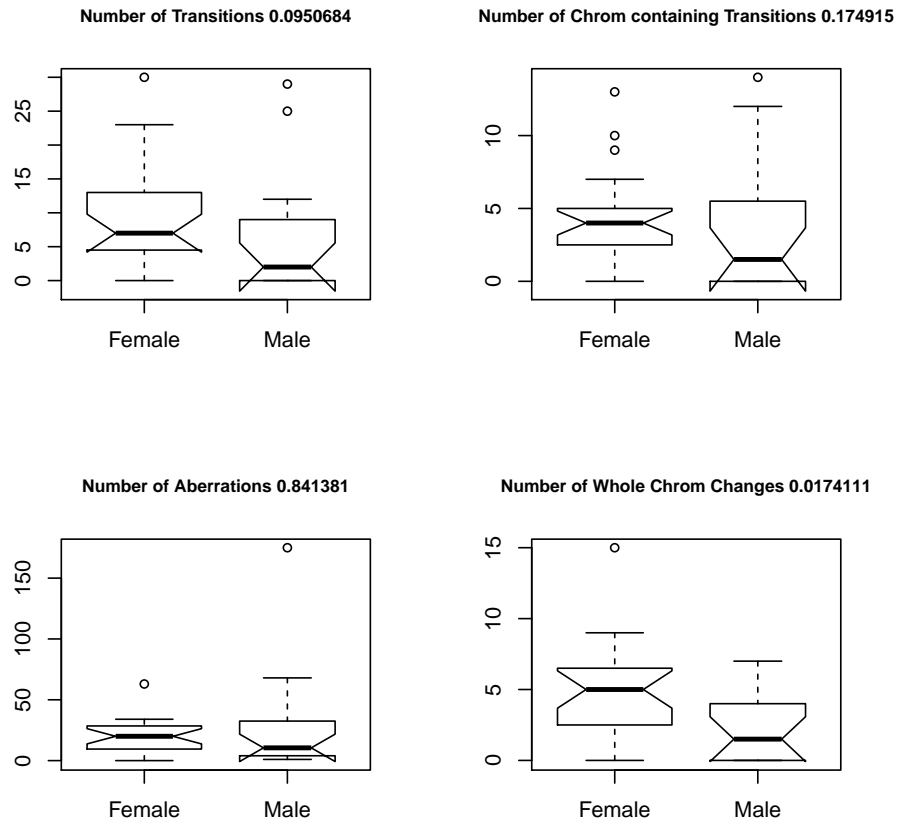 Number of Transitions 0.0950684
25
15
5
0
Female Male
Number of Chrom containing Transitions 0.174915
10
5
0
Female Male
Number of Aberrations 0.841381
150
100
50
0
Female Male
Number of Whole Chrom Changes 0.0174111
15
10
5
0
Female Male